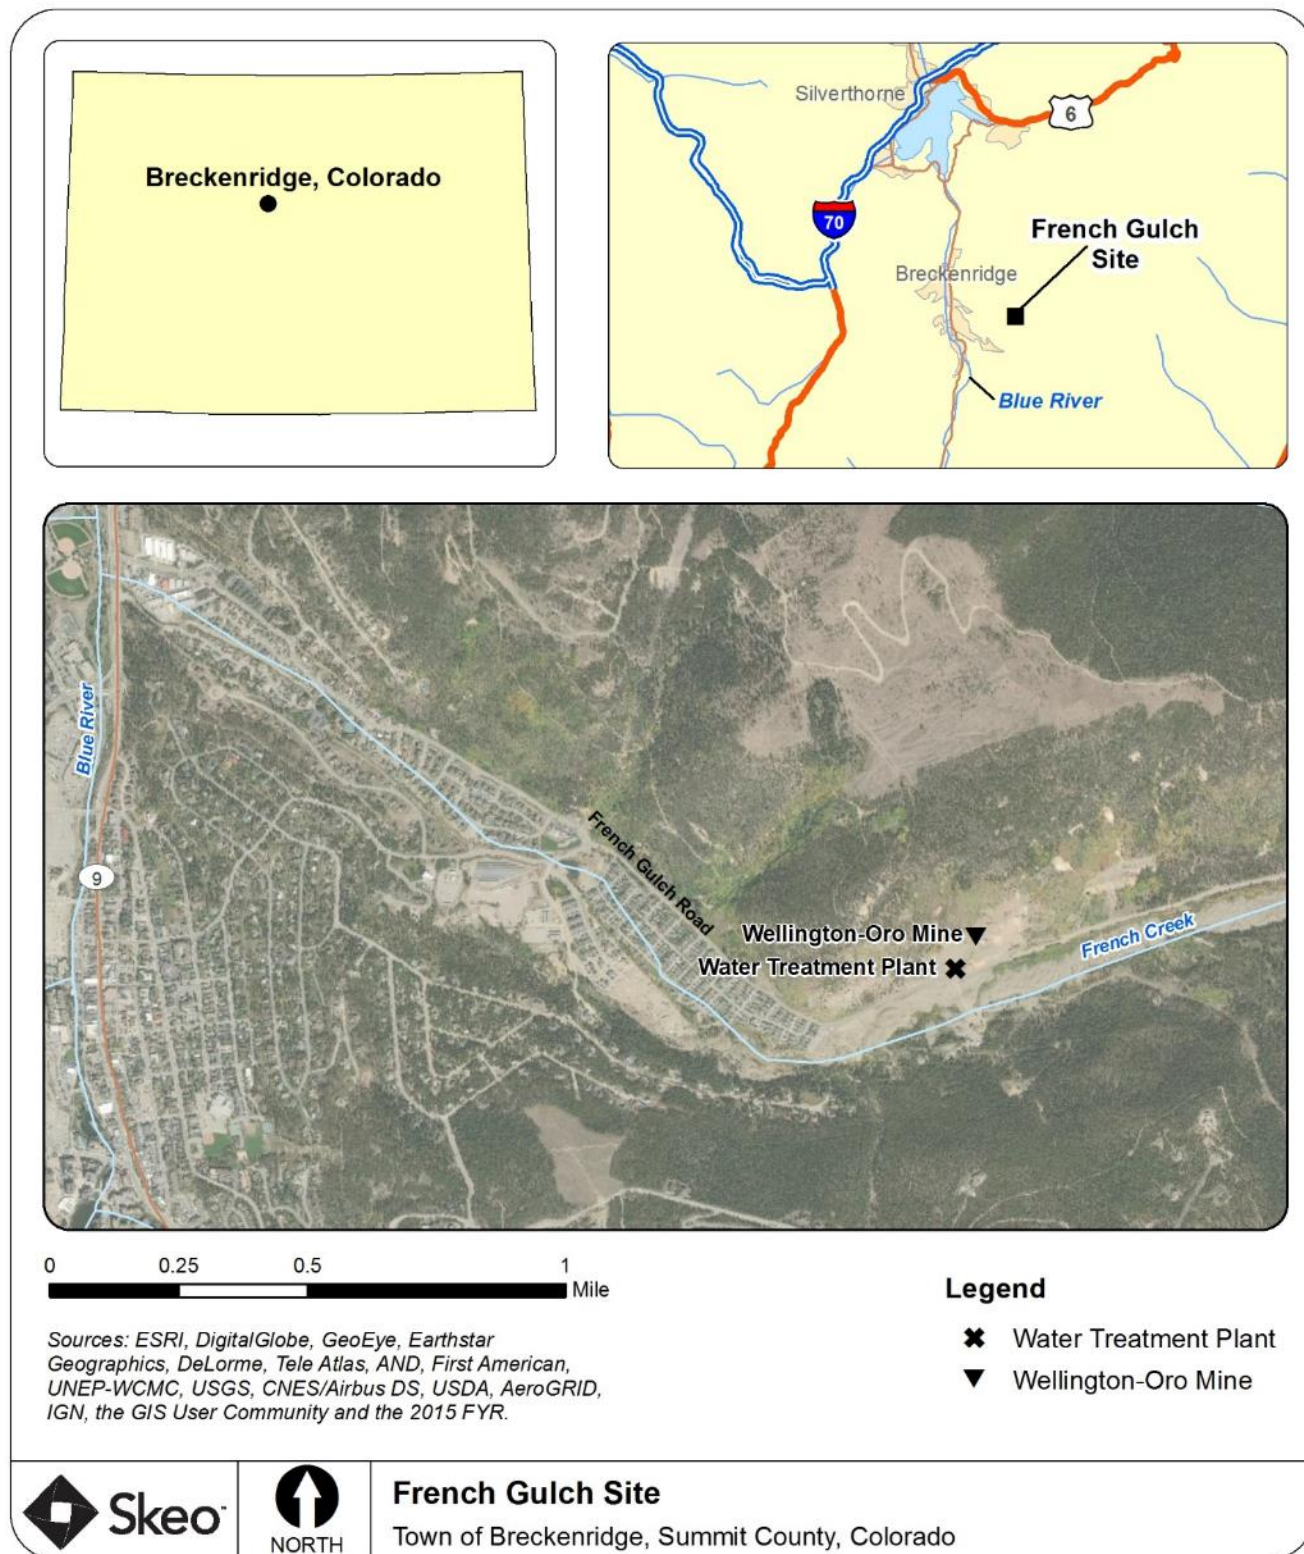 Breckenridge, Colorado
Silverthorne
6
70
French Gulch
Site
Breckenridge
Blue River
Blue River
9
French Gulch Road
Wellington-Oro Mine
Water Treatment Plant
French Creek
0 0.25 0.5 1
Mile
Sources: ESRI, DigitalGlobe, GeoEye, Earthstar
Geographics, DeLorme, Tele Atlas, AND, First American,
UNEP-WCMC, USGS, CNES/Airbus DS, USDA, AeroGRID,
IGN, the GIS User Community and the 2015 FYR.
Legend
Water Treatment Plant
Wellington-Oro Mine
Skeo
NORTH
French Gulch Site
Town of Breckenridge, Summit County, Colorado